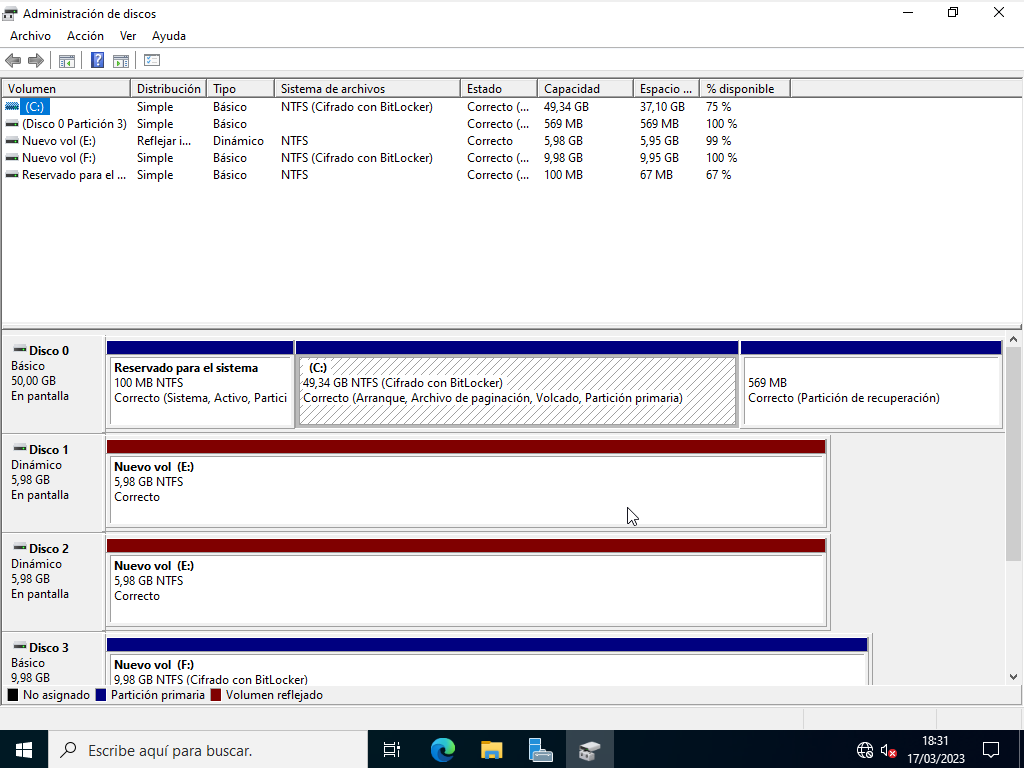 Administración de discos
Archivo Acción Ver Ayuda
Volumen Distribución Tipo Sistema de archivos Estado Capacidad Espacio ... % disponible
(C:) Simple Básico NTFS (Cifrado con BitLocker) Correcto (... 49,34 GB 37,10 GB 75 %
(Disco 0 Partición 3) Simple Básico Correcto (... 569 MB 569 MB 100 %
Nuevo vol (E:) Reflejar i... Dinámico NTFS Correcto 5,98 GB 5,95 GB 99 %
Nuevo vol (F:) Simple Básico NTFS (Cifrado con BitLocker) Correcto (... 9,98 GB 9,95 GB 100 %
Reservado para el ... Simple Básico NTFS Correcto (... 100 MB 67 MB 67 %
Disco 0
Básico
50,00 GB
En pantalla
Reservado para el sistema
100 MB NTFS
Correcto (Sistema, Activo, Partici
(C:)
49,34 GB NTFS (Cifrado con BitLocker)
Correcto (Arranque, Archivo de paginación, Volcado, Partición primaria)
569 MB
Correcto (Partición de recuperación)
Disco 1
Dinámico
5,98 GB
En pantalla
Nuevo vol (E:)
5,98 GB NTFS
Correcto
Disco 2
Dinámico
5,98 GB
En pantalla
Nuevo vol (E:)
5,98 GB NTFS
Correcto
Disco 3
Básico
9,98 GB
Nuevo vol (F:)
9,98 GB NTFS (Cifrado con BitLocker)
No asignado Partición primaria Volumen reflejado
Escribe aquí para buscar.
18:31
17/03/2023